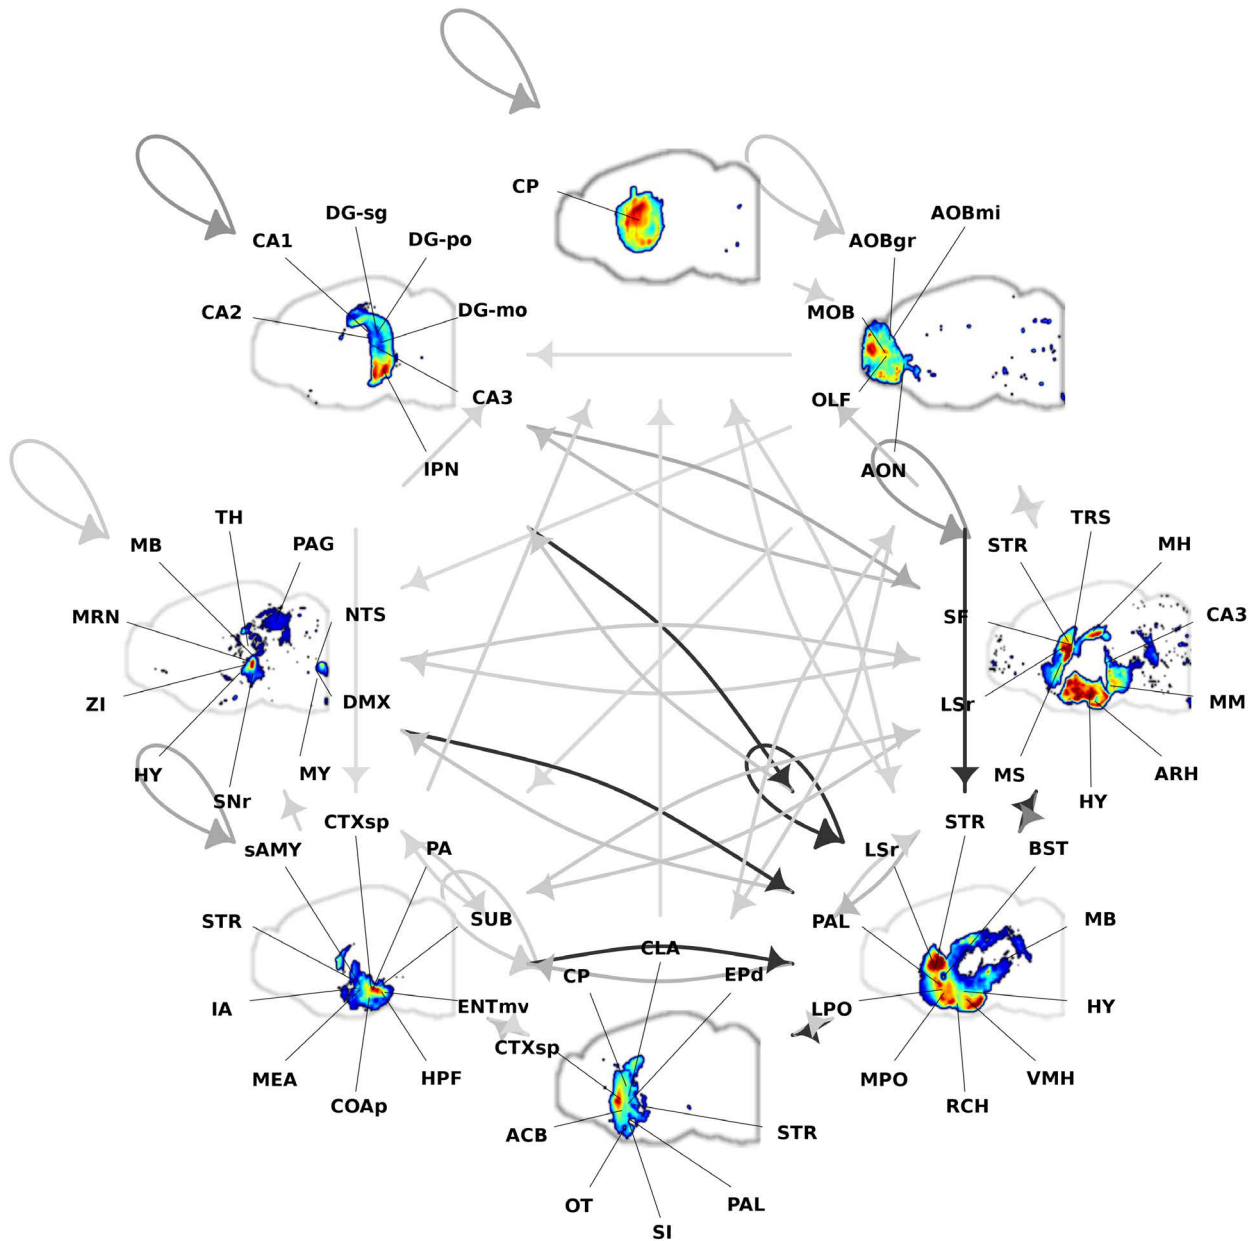 CP
DG-sg
CA1
DG-po
CA2
DG-mo
CA3
IPN
AOBmi
AOBgr
MOB
OLF
AON
TH
MB
PAG
MRN
NTS
ZI
DMX
HY
MY
SNr
TRS
STR
MH
SF
CA3
LSr
MM
MS
ARH
HY
CTXsp
sAMY
PA
STR
SUB
IA
ENTmv
MEA
HPF
COAp
STR
LSr
BST
PAL
MB
LPO
HY
MPO
VMH
RCH
CLA
CP
EPd
CTXsp
ACB
STR
OT
PAL
SI